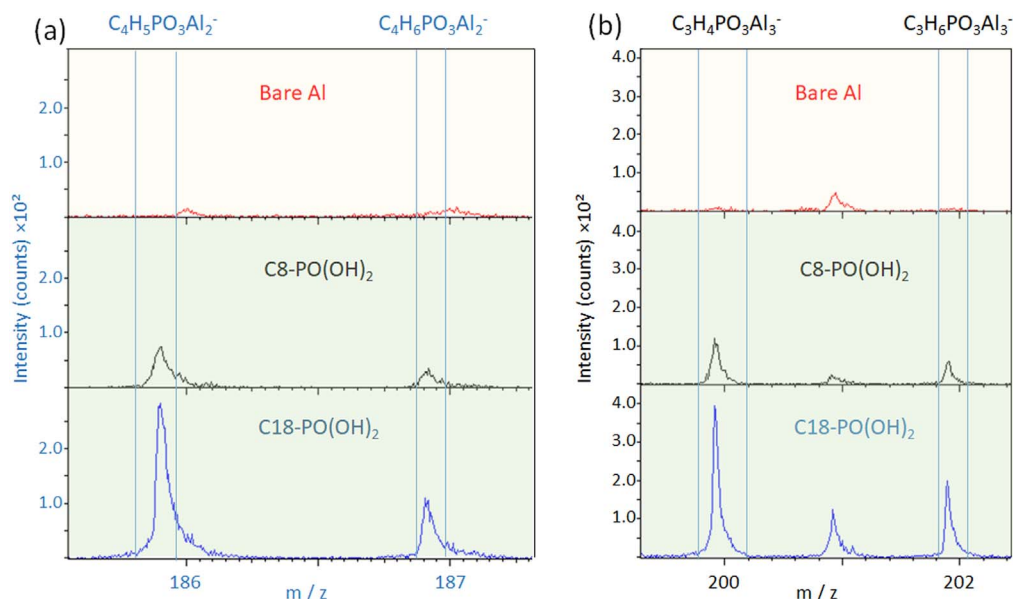 (a)
C₄H₅PO₃Al₂⁻ C₄H₆PO₃Al₂⁻
Bare Al
2.0
1.0
C8-PO(OH)₂
2.0
1.0
C18-PO(OH)₂
2.0
1.0
Intensity (counts) ×10²
186 187
m / z
(b)
C₃H₄PO₃Al₃⁻ C₃H₆PO₃Al₃⁻
4.0
Bare Al
3.0
2.0
1.0
4.0
C8-PO(OH)₂
3.0
2.0
1.0
4.0
C18-PO(OH)₂
3.0
2.0
1.0
Intensity (counts) ×10²
200 202
m / z